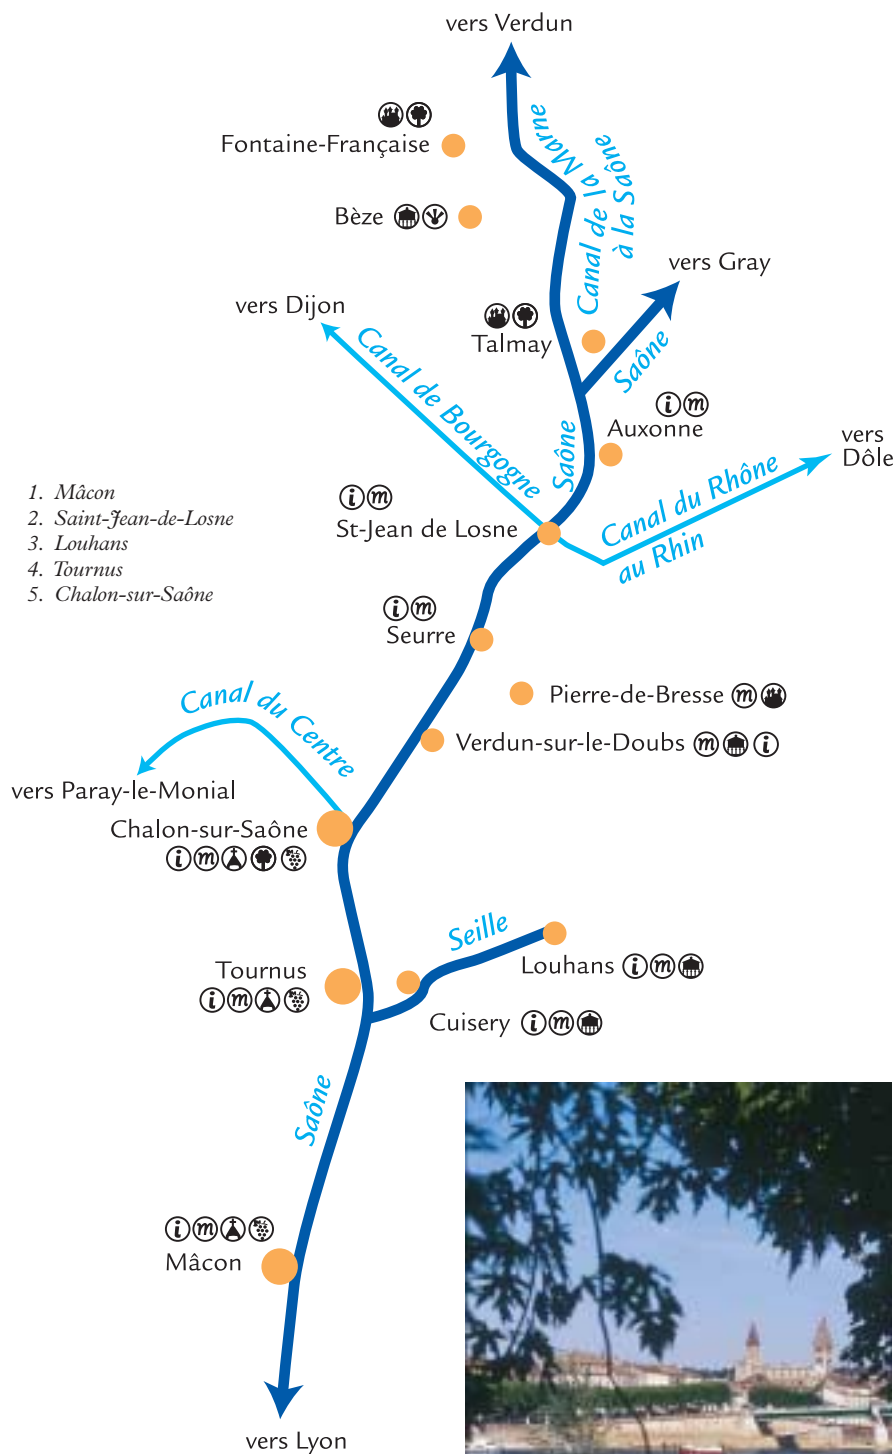 vers Verdun
Canal de la Marne
à la Saône
Fontaine-Française
Bèze
vers Gray
vers Dijon
Talmay
Saône
Canal de Bourgogne
Auxonne
Saône
vers
Dôle
Canal du Rhône
au Rhin
St-Jean de Losne
1. Mâcon
2. Saint-Jean-de-Losne
3. Louhans
4. Tournus
5. Chalon-sur-Saône
Seurre
Pierre-de-Bresse m
Canal du Centre
Verdun-sur-le-Doubs m i
vers Paray-le-Monial
Chalon-sur-Saône
i m
Seille
Louhans i m
Tournus
i m
Cuisery i m
Saône
i m
Mâcon
vers Lyon